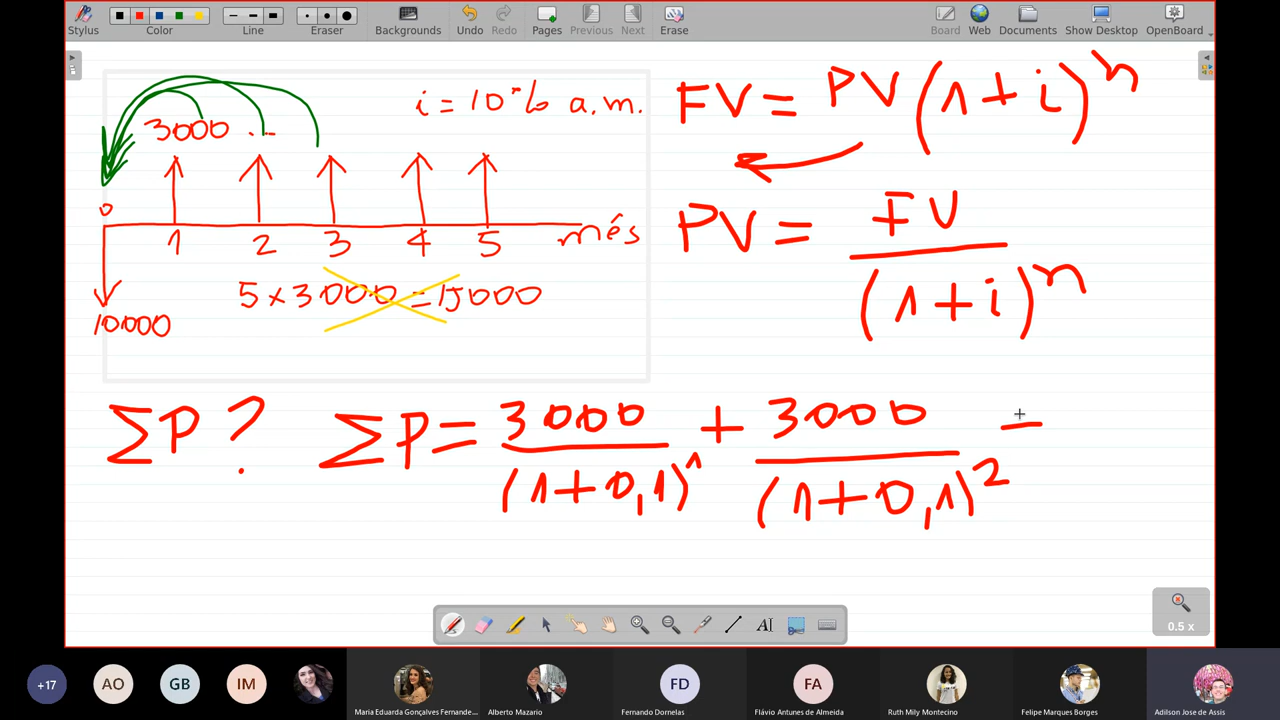 Stylus Color Line Eraser Backgrounds Undo Redo Pages Previous Next Erase Board Web Documents Show Desktop OpenBoard
i = 10% a.m.
3000 ...
0
1 2 3 4 5 mês
5 x 3000 = 15000
10000
FV = PV (1 + i)^n
PV = FV / (1 + i)^n
ΣP ? ΣP = 3000 / (1 + 0,1)^1 + 3000 / (1 + 0,1)^2 –
AI
0.5 x
+17 AO GB IM FD FA
Maria Eduarda Gonçalves Fernande... Alberto Mazario Fernando Dornelas Flávio Antunes de Almeida Ruth Mily Montecino Felipe Marques Borges Adilson Jose de Assis